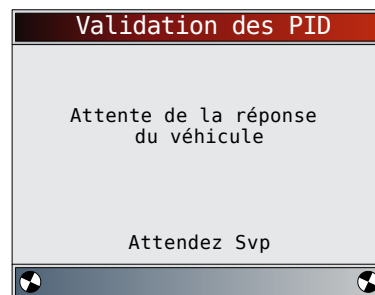 Validation des PID
Attente de la réponse
du véhicule
Attendez Svp